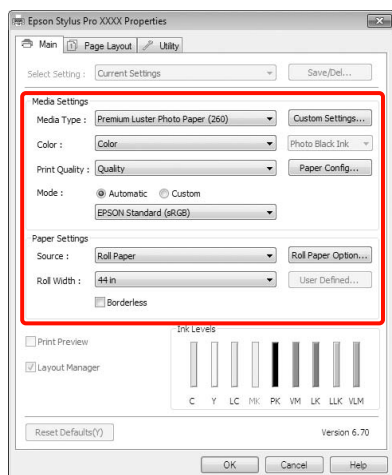 Epson Stylus Pro XXXX Properties
Main Page Layout Utility
Select Setting : Current Settings Save/Del...
Media Settings
Media Type : Premium Luster Photo Paper (260) Custom Settings...
Color : Color Photo Black Ink
Print Quality : Quality Paper Config...
Mode : Automatic Custom
EPSON Standard (sRGB)
Paper Settings
Source : Roll Paper Roll Paper Option...
Roll Width : 44 in User Defined...
Borderless
Ink Levels
Print Preview
Layout Manager
C Y LC MK PK VM LK LLK VLM
Reset Defaults(Y) Version 6.70
OK Cancel Help